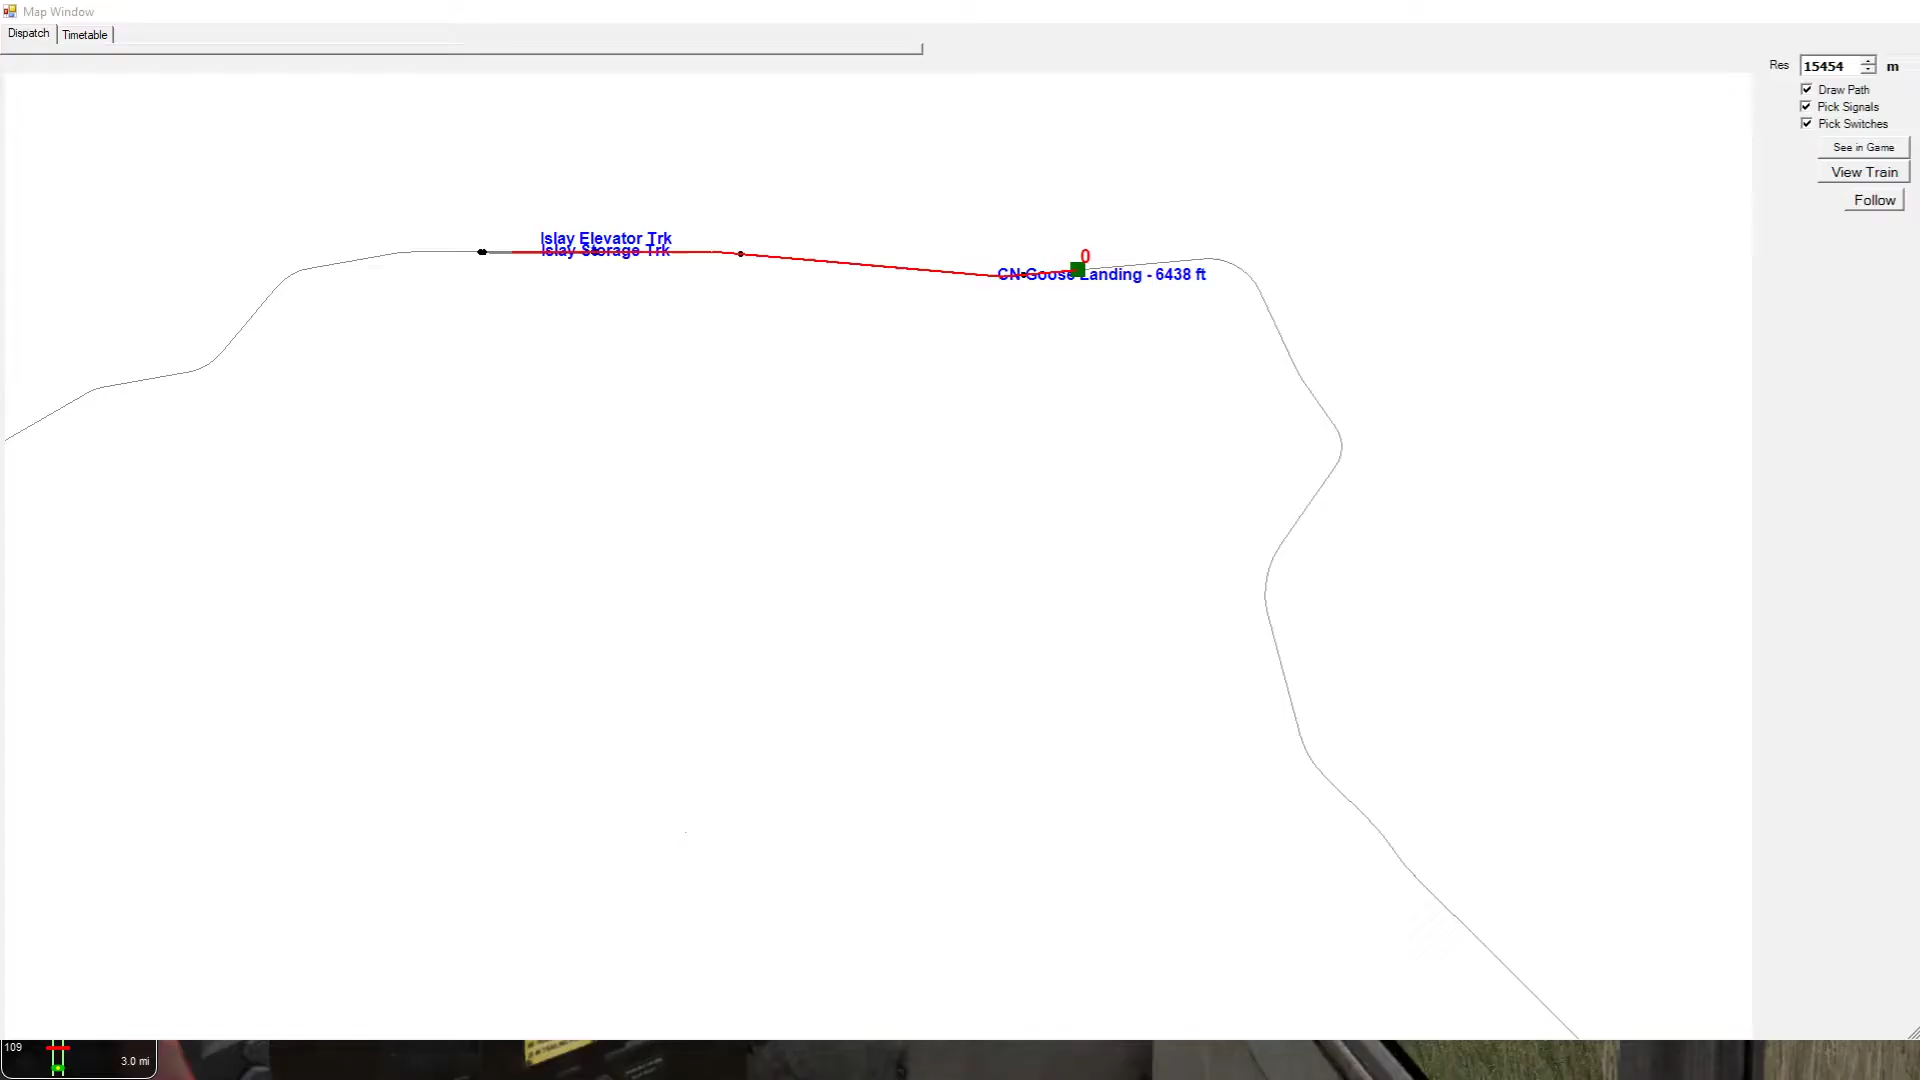 Map Window
Dispatch
Timetable
Res 15454 m
Draw Path
Pick Signals
Pick Switches
See in Game
View Train
Follow
Islay Elevator Trk
Islay Storage Trk
0
CN Goose Landing - 6438 ft
109
3.0 mi